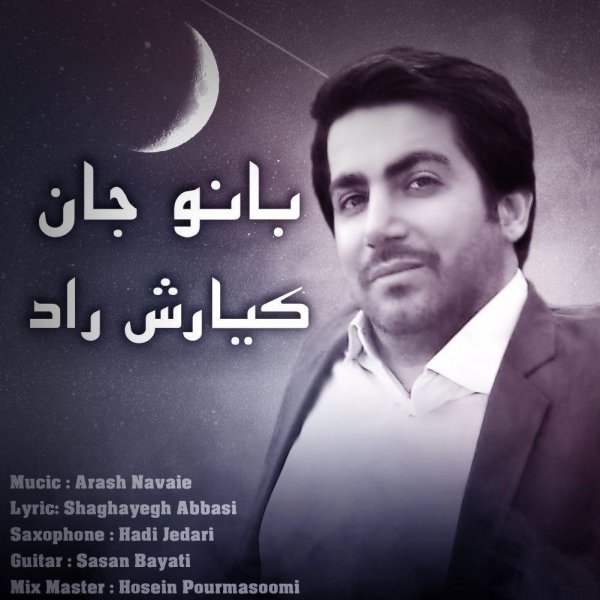 بانو جان
کیارش راد
Mucic : Arash Navaie
Lyric: Shaghayegh Abbasi
Saxophone : Hadi Jedari
Guitar : Sasan Bayati
Mix Master : Hosein Pourmasoomi